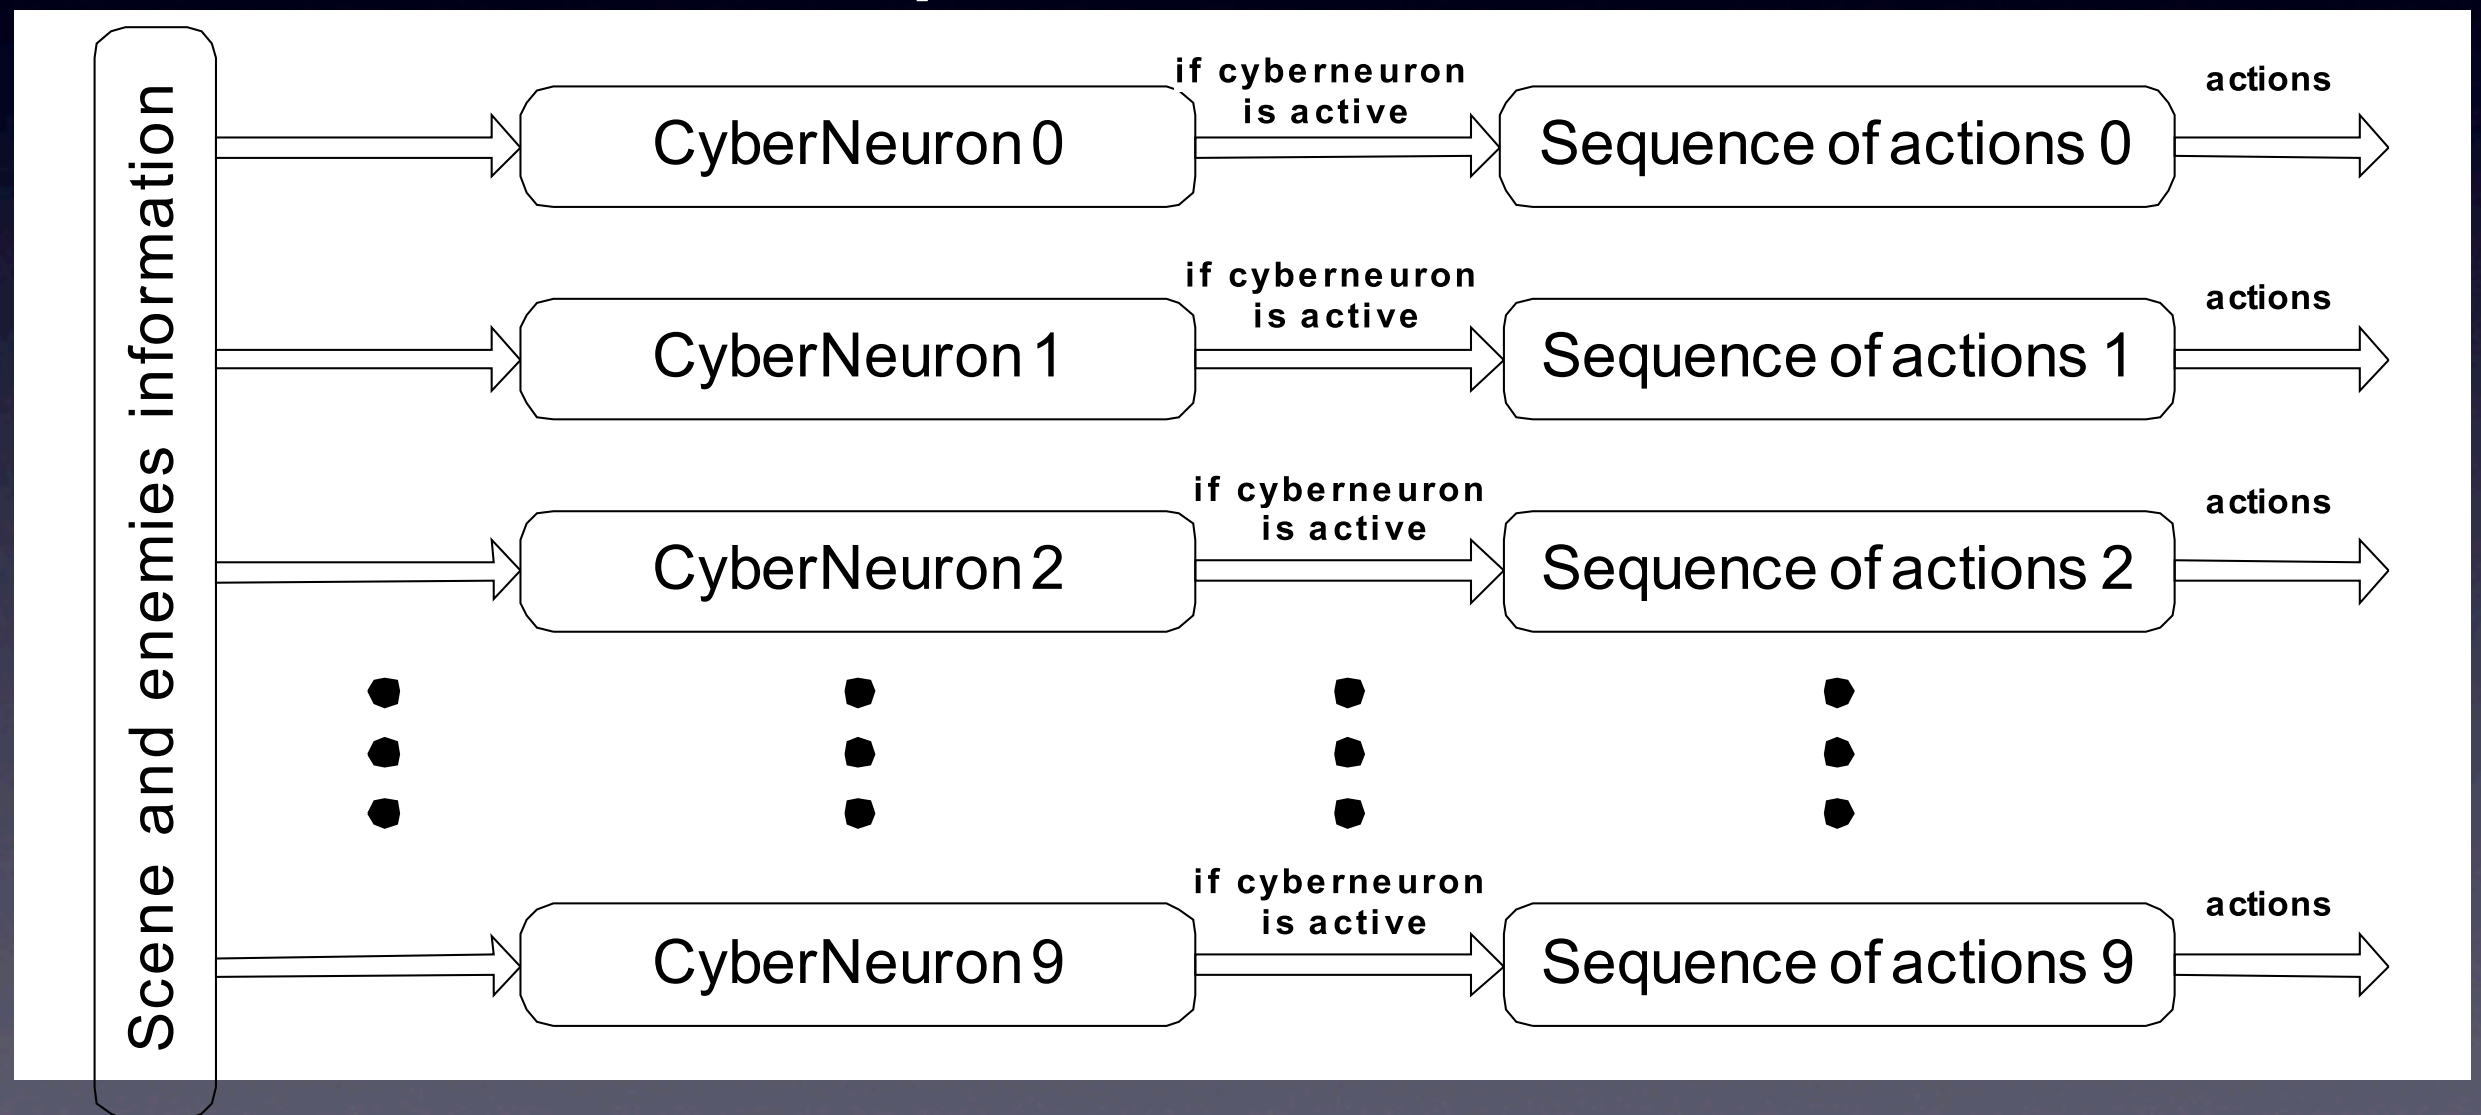 Scene and enemies information
if cyberneuron
is active
actions
CyberNeuron 0
Sequence of actions 0
if cyberneuron
is active
actions
CyberNeuron 1
Sequence of actions 1
if cyberneuron
is active
actions
CyberNeuron 2
Sequence of actions 2
if cyberneuron
is active
actions
CyberNeuron 9
Sequence of actions 9